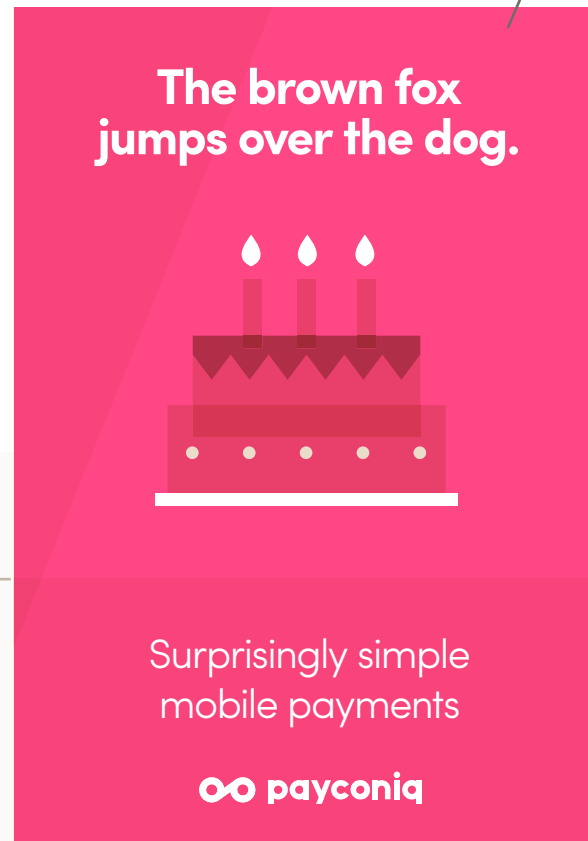 The brown fox
jumps over the dog.
Surprisingly simple
mobile payments
payconiq